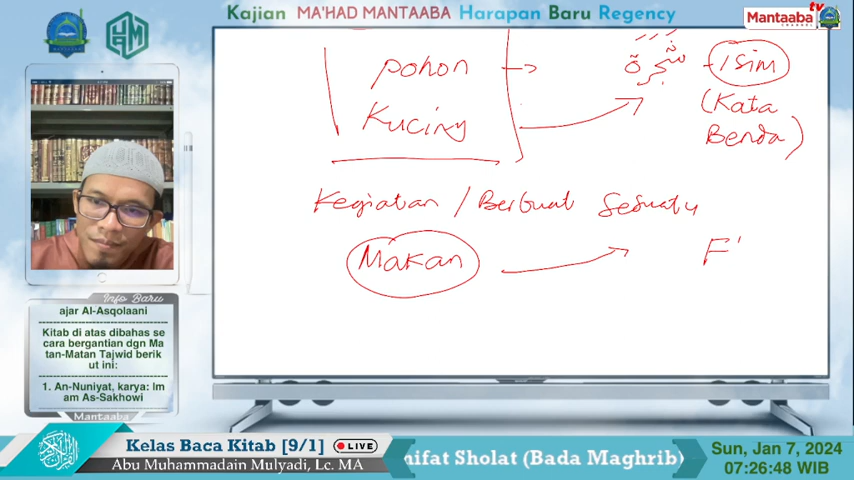 Kajian MA'HAD MANTAABA Harapan Baru Regency
Mantaaba tv
pohon → شجرة - Isim
Kucing
(Kata
Benda)
Kegiatan / Berbuat Sesuatu
Makan
F'
Info Baru
ajar Al-Asqolaani
Kitab di atas dibahas se
cara bergantian dgn Ma
tan-Matan Tajwid berik
ut ini:
1. An-Nuniyat, karya: Im
am As-Sakhowi
Mantaaba
Kelas Baca Kitab [9/1] LIVE
Abu Muhammadain Mulyadi, Lc. MA
nifat Sholat (Bada Maghrib)
Sun, Jan 7, 2024
07:26:48 WIB